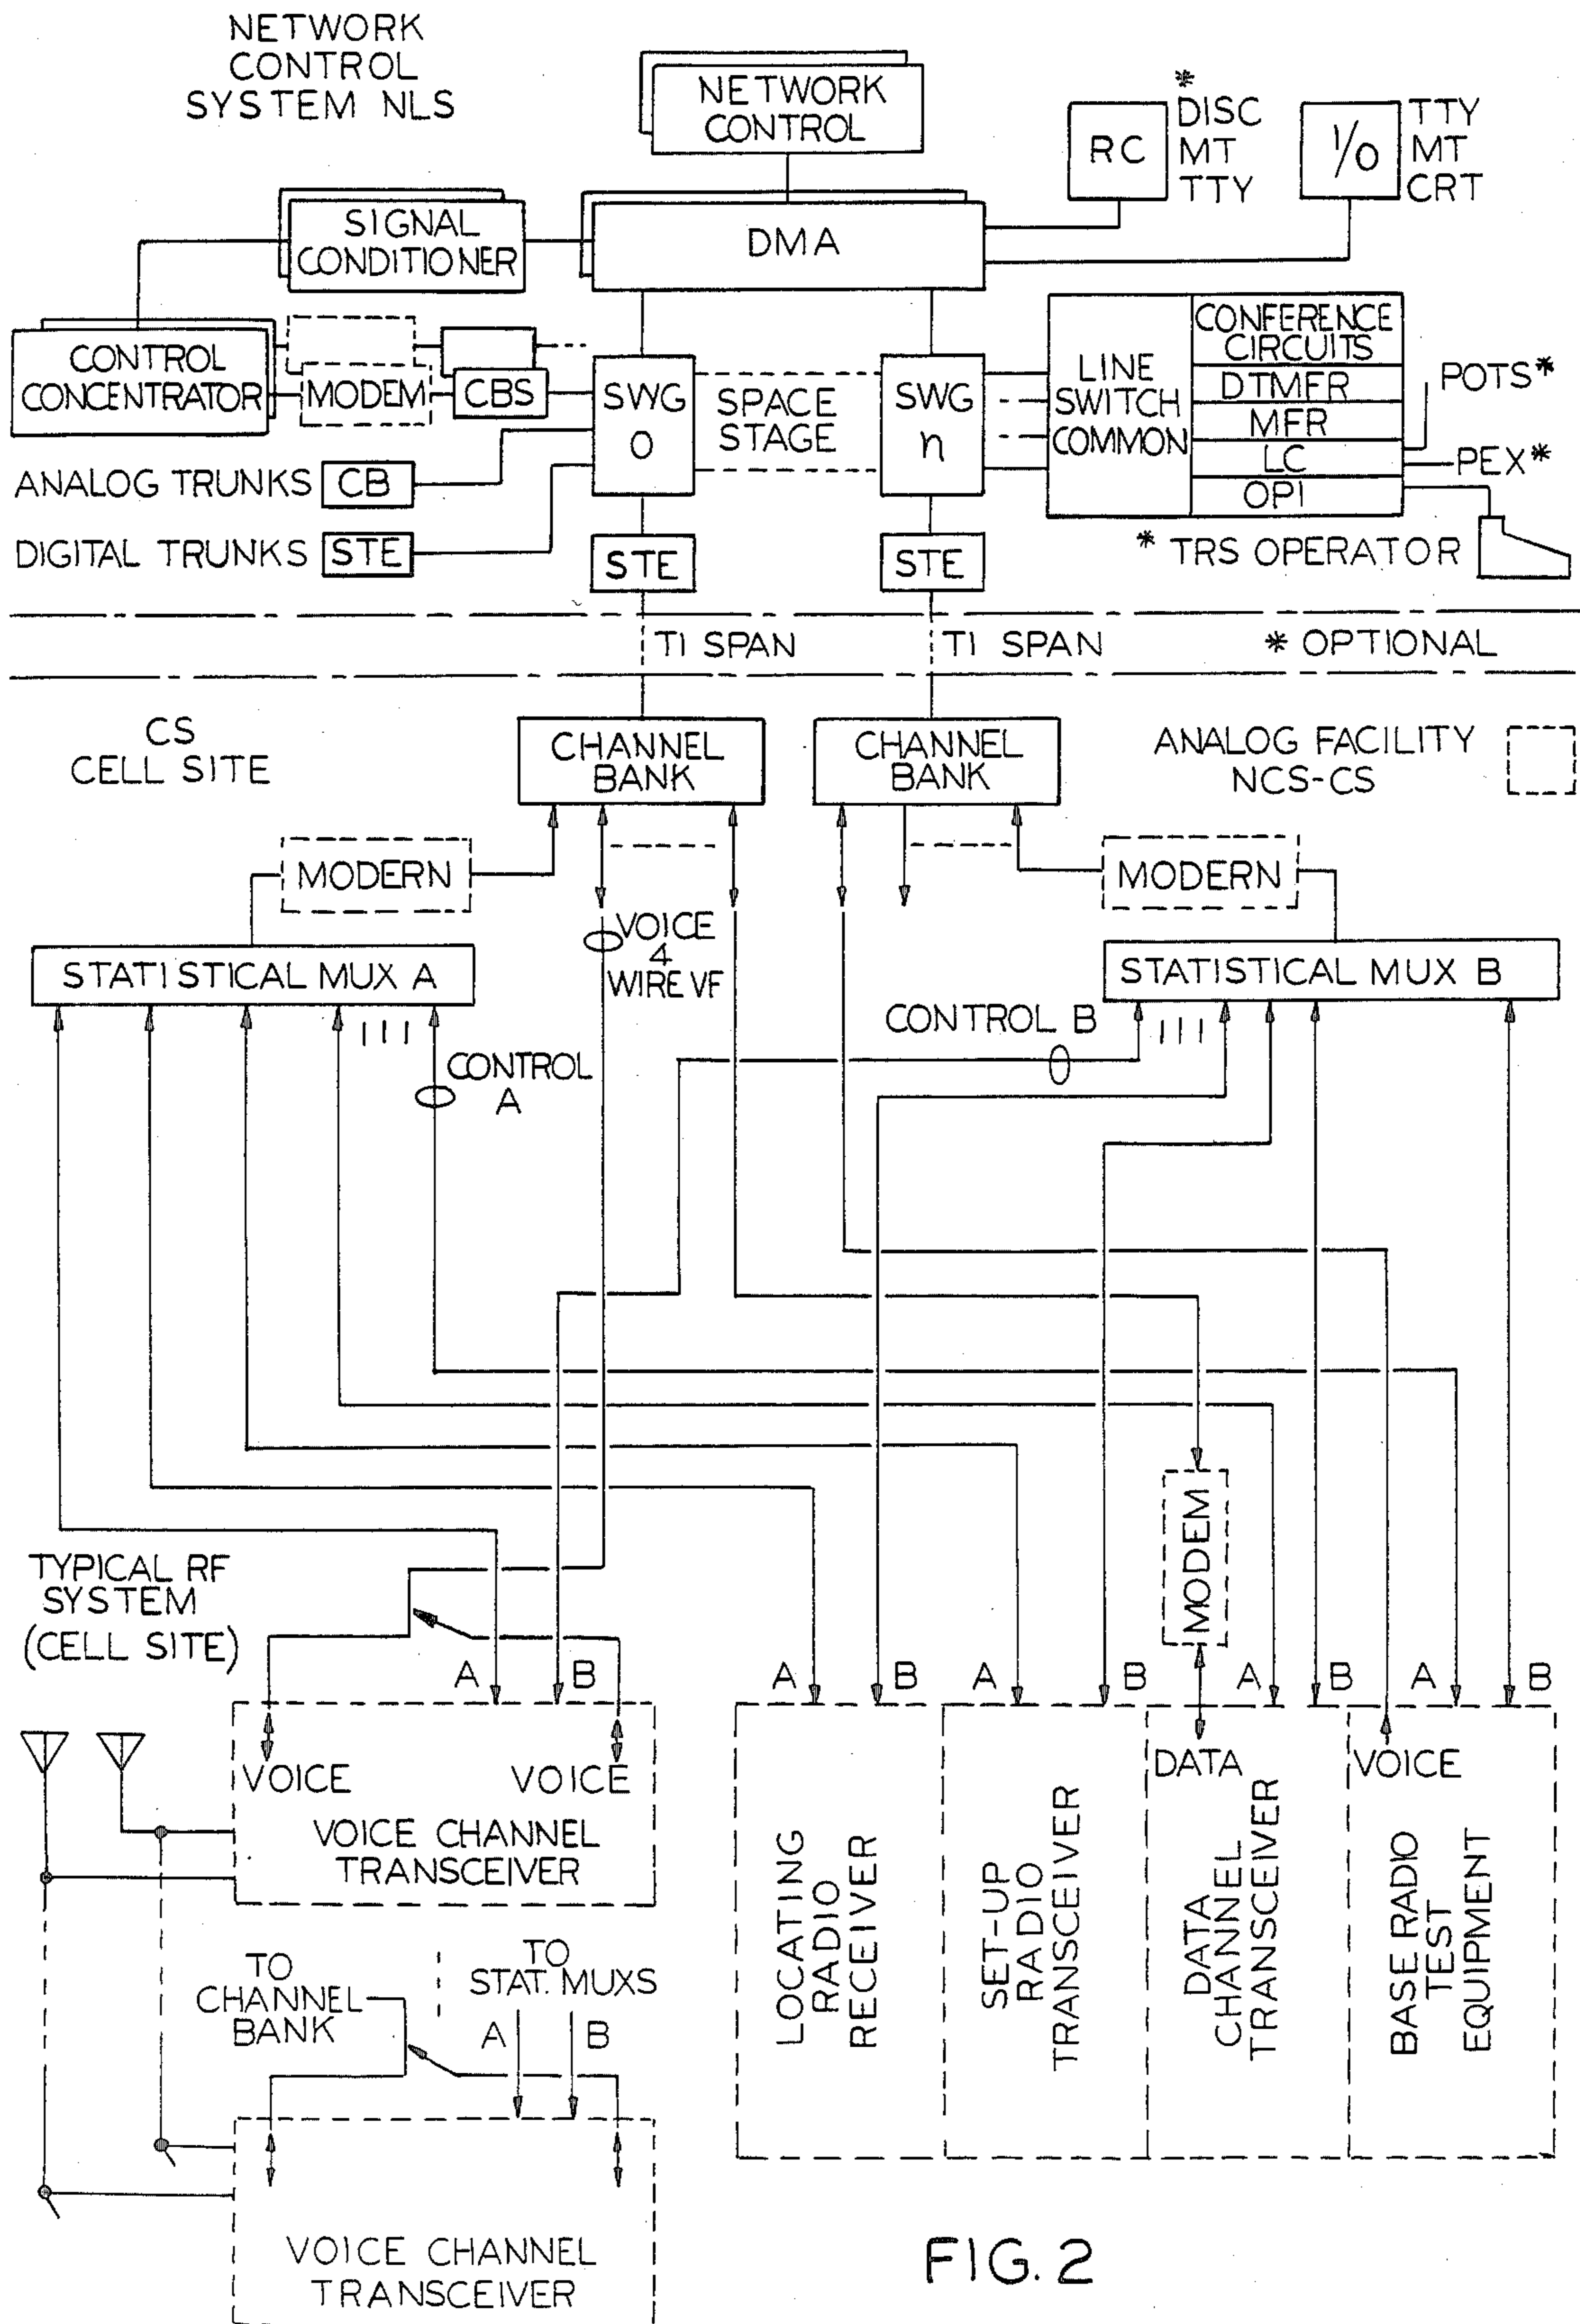 NETWORK
CONTROL
SYSTEM NLS
NETWORK
CONTROL
RC
*
DISC
MT
TTY
1/0
TTY
MT
CRT
SIGNAL
CONDITIONER
DMA
CONTROL
CONCENTRATOR
MODEM
CBS
SWG
0
SPACE
STAGE
SWG
n
LINE
SWITCH
COMMON
CONFERENCE
CIRCUITS
DTMFR
MFR
LC
OPI
POTS*
PEX*
ANALOG TRUNKS
CB
DIGITAL TRUNKS
STE
STE
STE
* TRS OPERATOR
T1 SPAN
T1 SPAN
* OPTIONAL
CS
CELL SITE
CHANNEL
BANK
CHANNEL
BANK
ANALOG FACILITY
NCS-CS
MODERN
MODERN
VOICE
4
WIRE VF
STATISTICAL MUX A
STATISTICAL MUX B
CONTROL
A
CONTROL B
MODEM
TYPICAL RF
SYSTEM
(CELL SITE)
A
B
A
B
A
B
A
B
A
B
VOICE
VOICE
VOICE CHANNEL
TRANSCEIVER
DATA
VOICE
LOCATING
RADIO
RECEIVER
SET-UP
RADIO
TRANSCEIVER
DATA
CHANNEL
TRANSCEIVER
BASE RADIO
TEST
EQUIPMENT
TO
CHANNEL
BANK
TO
STAT. MUXS
A
B
VOICE CHANNEL
TRANSCEIVER
FIG. 2